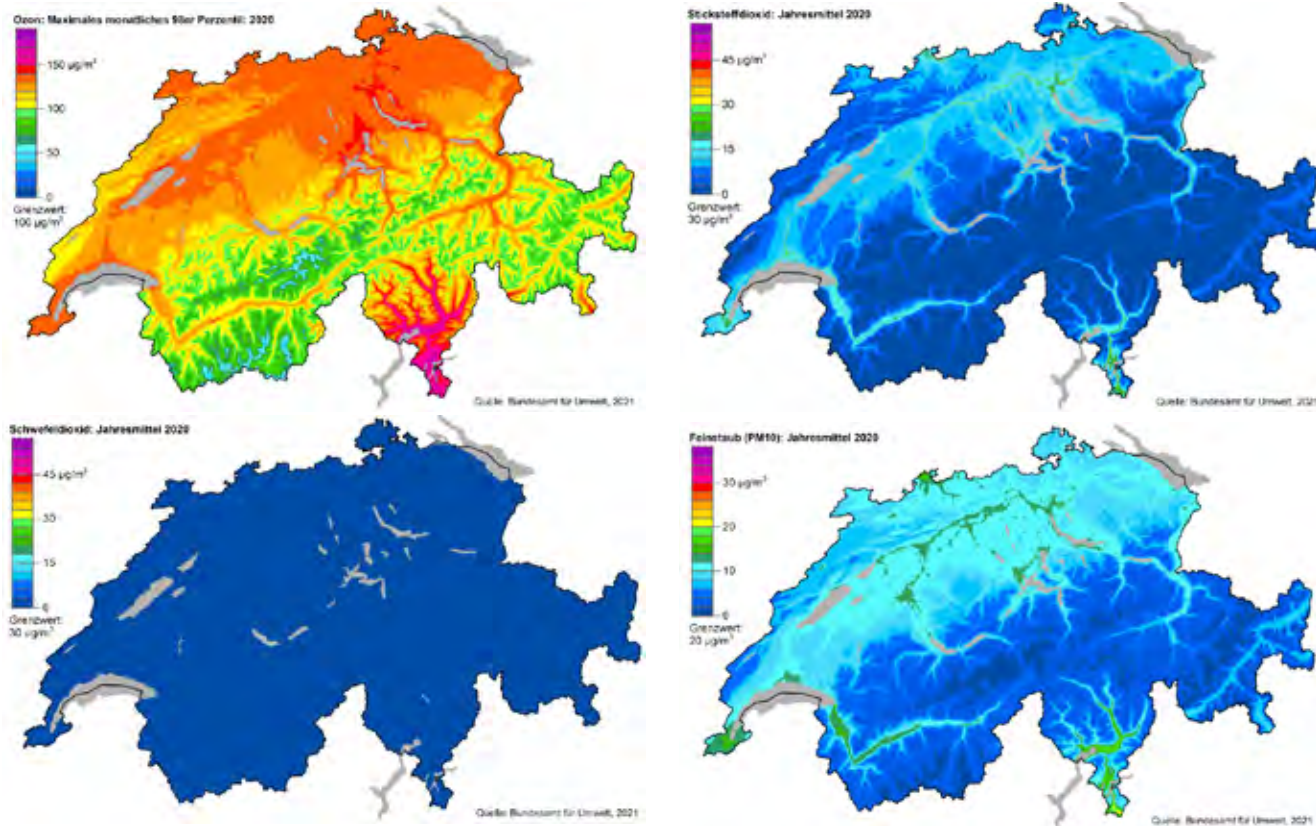 Ozon: Maximales monatliches 98er Perzentil: 2020
150 µg/m³
100
50
0
Grenzwert:
100 µg/m³
Quelle: Bundesamt für Umwelt, 2021
Stickstoffdioxid: Jahresmittel 2020
45 µg/m³
30
15
0
Grenzwert:
30 µg/m³
Quelle: Bundesamt für Umwelt, 2021
Schwefeldioxid: Jahresmittel 2020
45 µg/m³
30
15
0
Grenzwert:
30 µg/m³
Quelle: Bundesamt für Umwelt, 2021
Feinstaub (PM10): Jahresmittel 2020
30 µg/m³
20
10
0
Grenzwert:
20 µg/m³
Quelle: Bundesamt für Umwelt, 2021